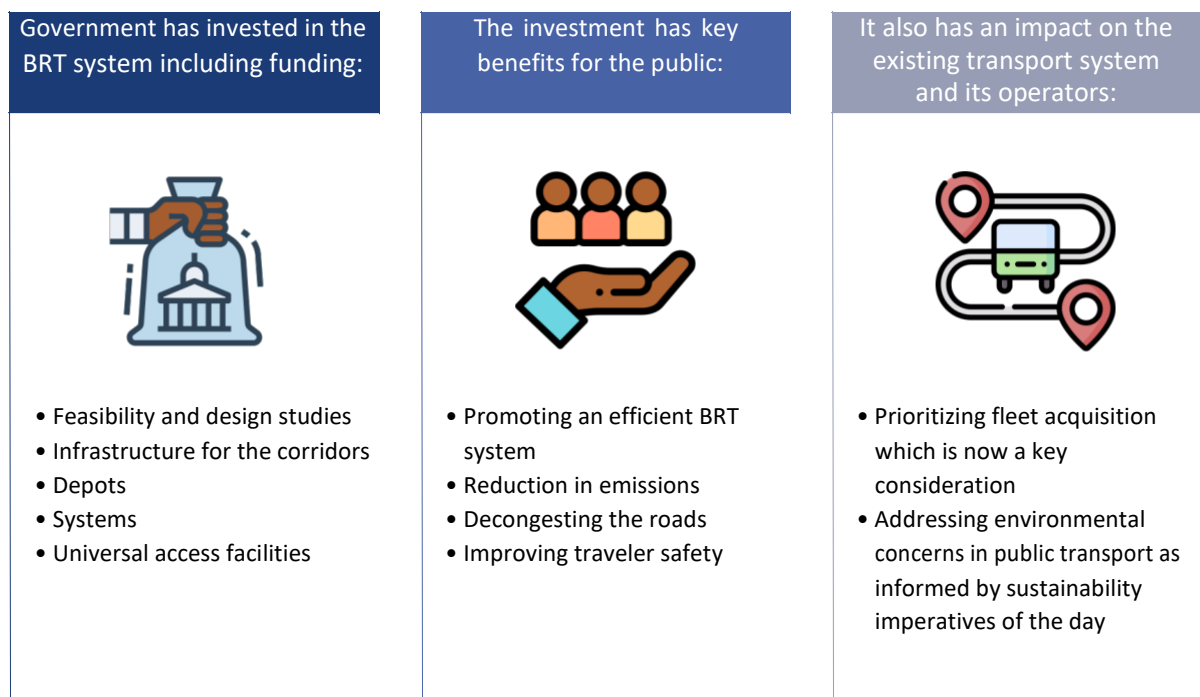 Government has invested in the
BRT system including funding:
• Feasibility and design studies
• Infrastructure for the corridors
• Depots
• Systems
• Universal access facilities
The investment has key
benefits for the public:
• Promoting an efficient BRT
system
• Reduction in emissions
• Decongesting the roads
• Improving traveler safety
It also has an impact on the
existing transport system
and its operators:
• Prioritizing fleet acquisition
which is now a key
consideration
• Addressing environmental
concerns in public transport as
informed by sustainability
imperatives of the day